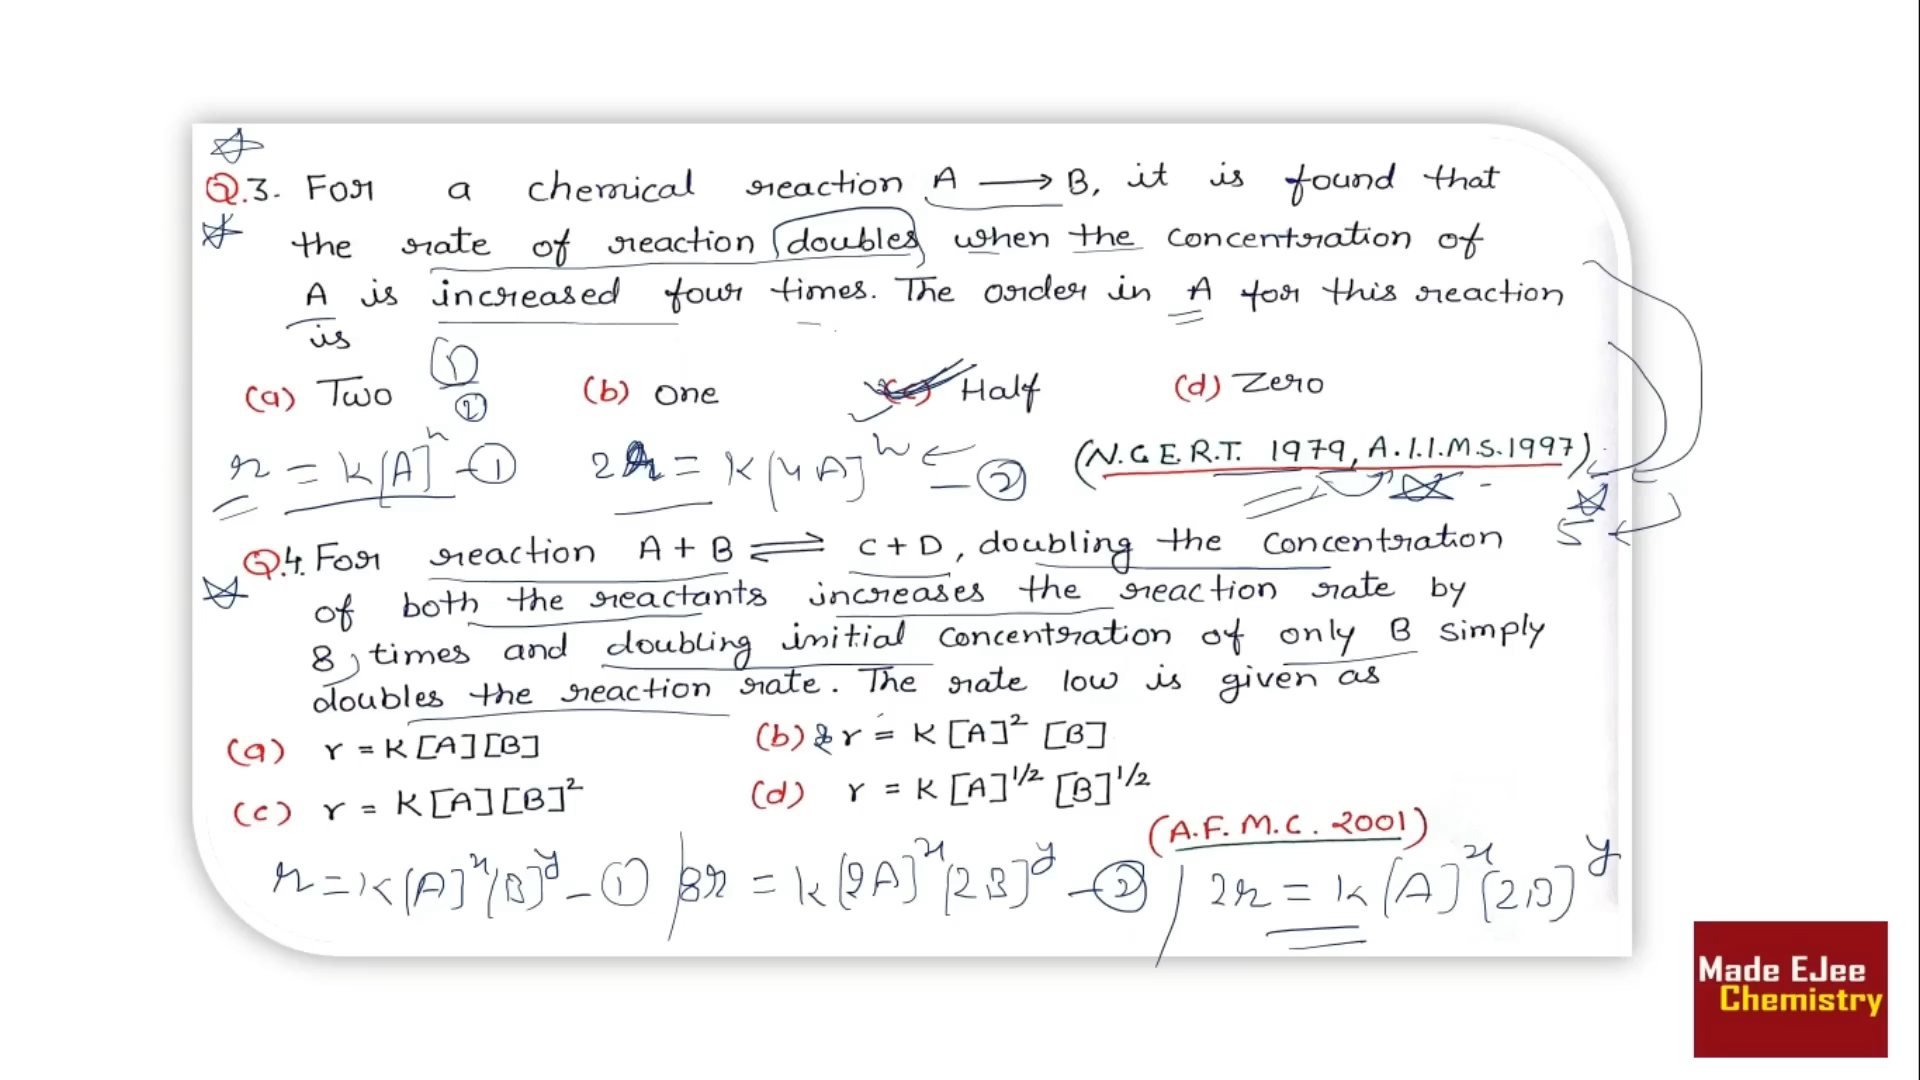 Q.3. For a chemical reaction A ⟶ B, it is found that
the rate of reaction doubles when the concentration of
A is increased four times. The order in A for this reaction
is
(a) Two (b) one (c) Half (d) Zero
1/2
r = K[A]^n - ① 2r = K[4A]^n - ② (N.C.E.R.T. 1979, A.I.I.M.S. 1997)
5
Q.4. For reaction A + B ⇌ C + D, doubling the concentration
of both the reactants increases the reaction rate by
8 times and doubling initial concentration of only B simply
doubles the reaction rate. The rate low is given as
(a) r = K[A][B] (b) r = K[A]² [B]
(c) r = K[A][B]² (d) r = K[A]^1/2 [B]^1/2
(A.F.M.C. 2001)
r = K[A]^x[B]^y - ① / 8r = K[2A]^x[2B]^y - ② / 2r = K[A]^x[2B]^y
Made EJee
Chemistry